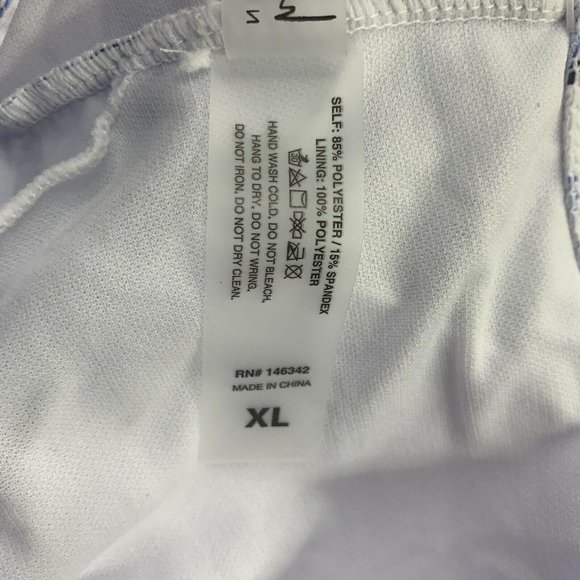 SELF: 85% POLYESTER / 15% SPANDEX
LINING: 100% POLYESTER
HAND WASH COLD. DO NOT BLEACH.
HANG TO DRY. DO NOT WRING.
DO NOT IRON. DO NOT DRY CLEAN.
RN# 146342
MADE IN CHINA
XL